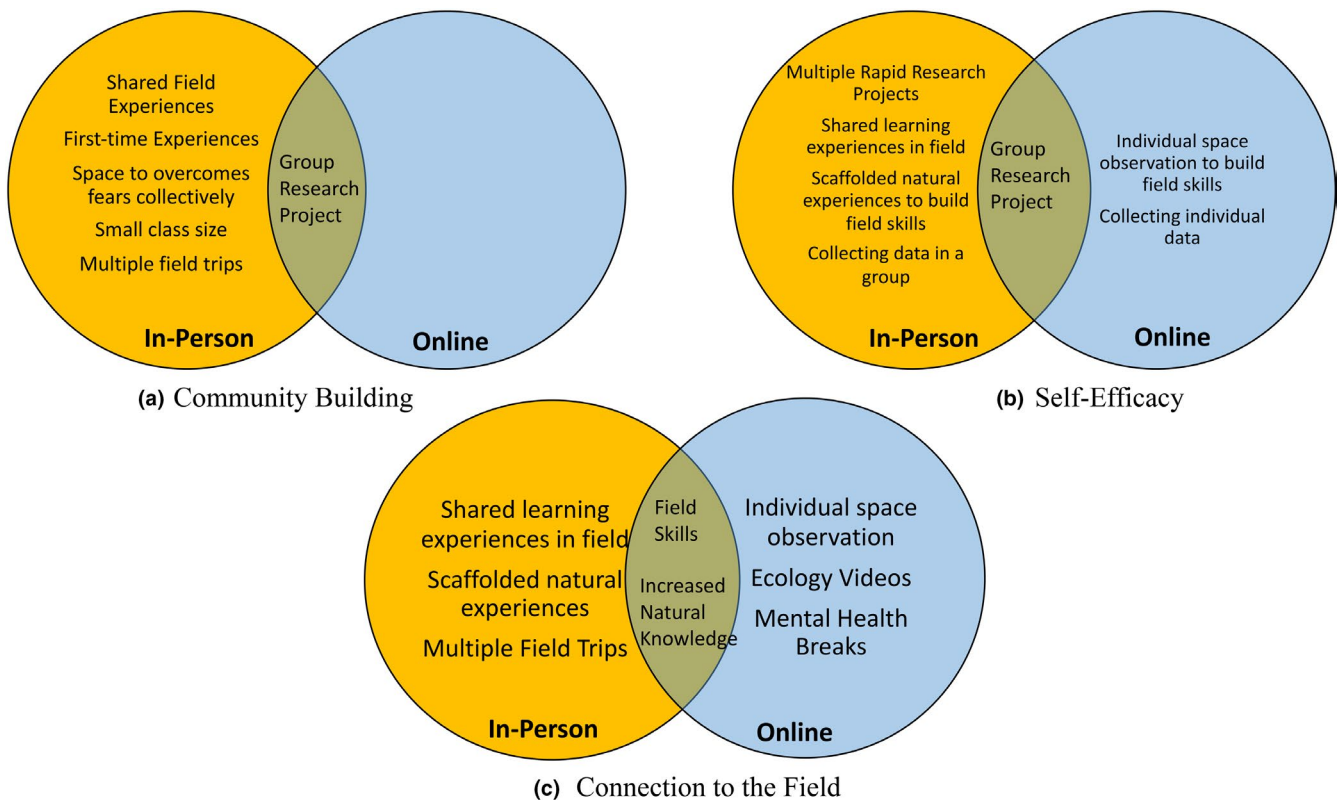 Shared Field
Experiences
First-time Experiences
Space to overcomes
fears collectively
Small class size
Multiple field trips
Group
Research
Project
In-Person
Online
(a) Community Building
Multiple Rapid Research
Projects
Shared learning
experiences in field
Scaffolded natural
experiences to build
field skills
Collecting data in a
group
Group
Research
Project
Individual space
observation to build
field skills
Collecting individual
data
In-Person
Online
(b) Self-Efficacy
Shared learning
experiences in field
Scaffolded natural
experiences
Multiple Field Trips
Field
Skills
Increased
Natural
Knowledge
Individual space
observation
Ecology Videos
Mental Health
Breaks
In-Person
Online
(c) Connection to the Field